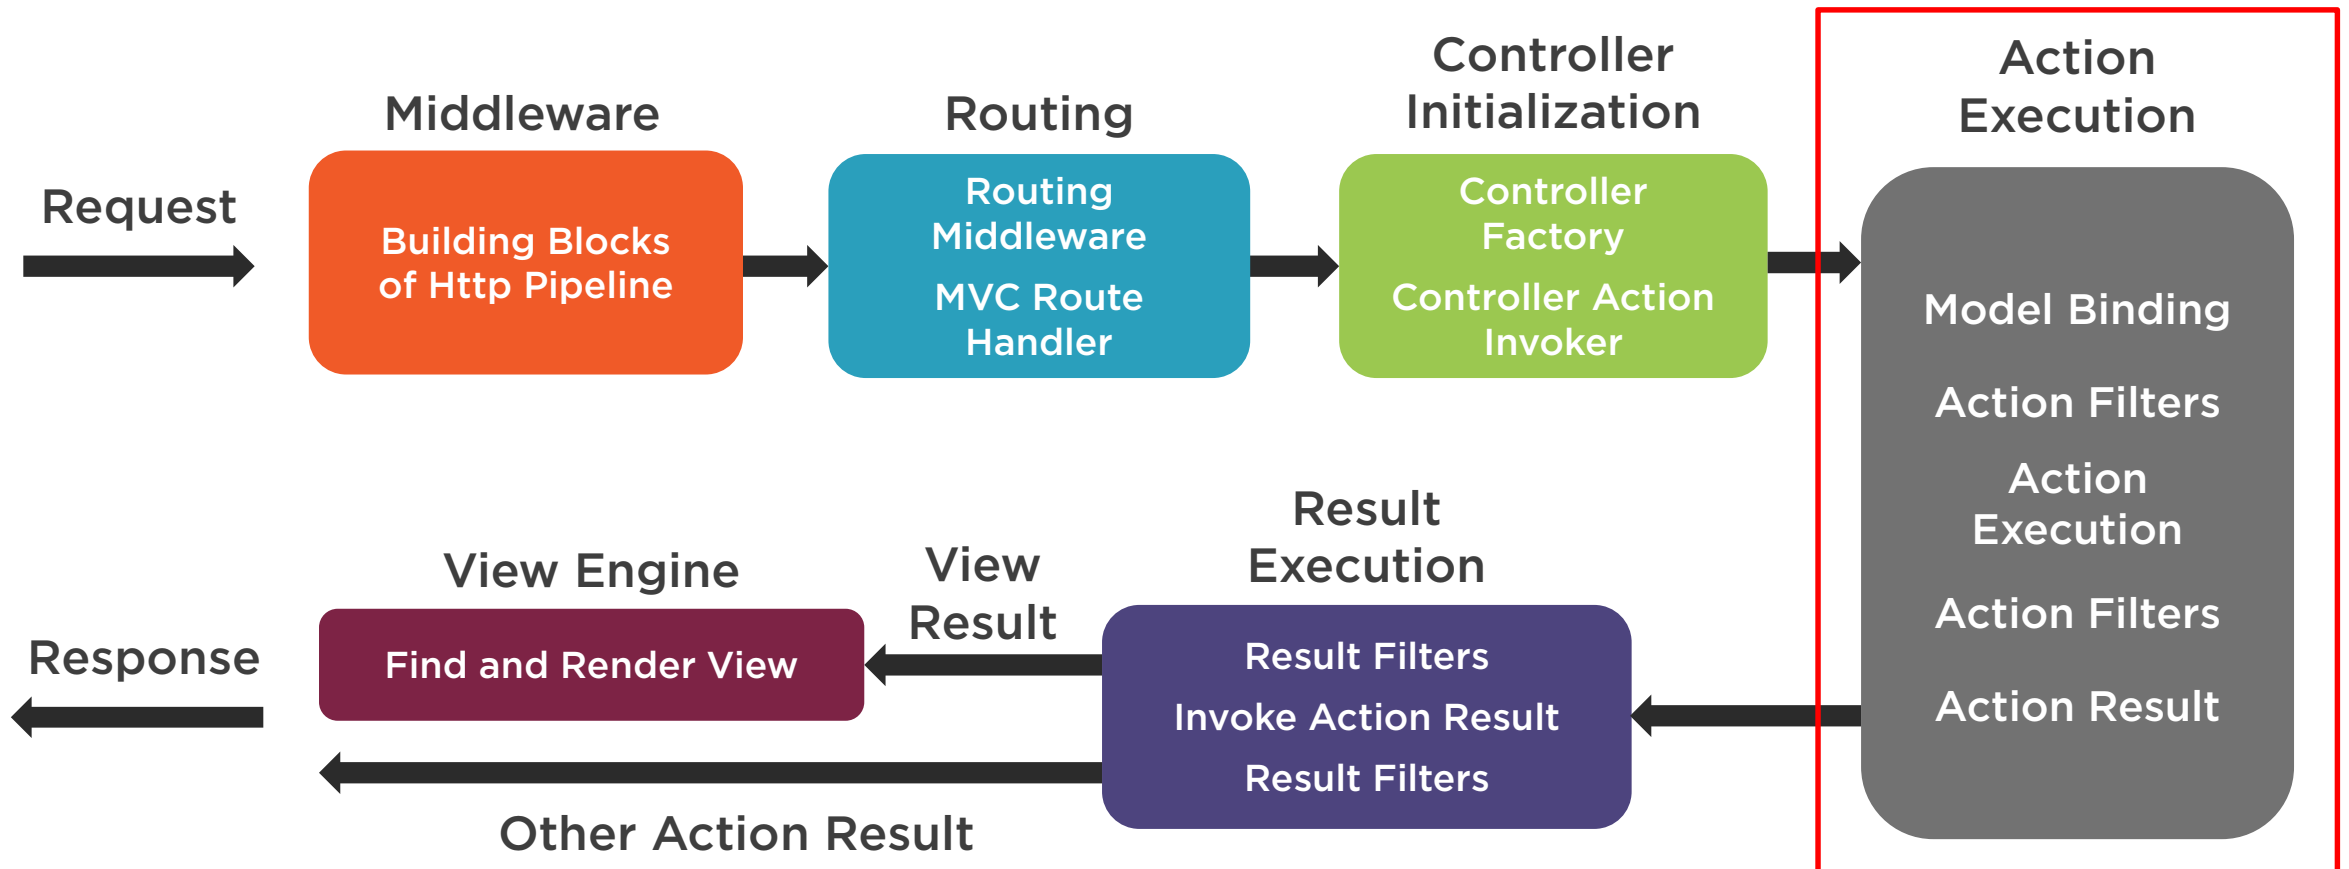 Request
Middleware
Building Blocks
of Http Pipeline
Routing
Routing
Middleware
MVC Route
Handler
Controller
Initialization
Controller
Factory
Controller Action
Invoker
Action
Execution
Model Binding
Action Filters
Action
Execution
Action Filters
Action Result
Result
Execution
Result Filters
Invoke Action Result
Result Filters
View
Result
View Engine
Find and Render View
Other Action Result
Response